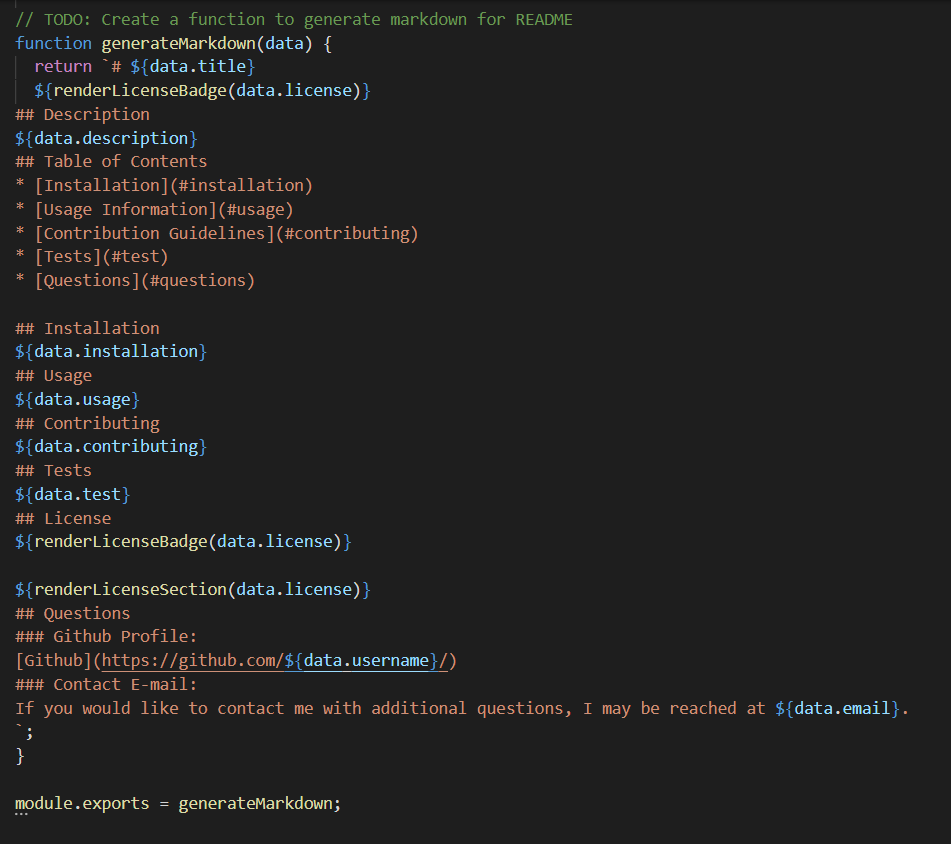 // TODO: Create a function to generate markdown for README
function generateMarkdown(data) {
  return `# ${data.title}
  ${renderLicenseBadge(data.license)}
## Description
${data.description}
## Table of Contents
* [Installation](#installation)
* [Usage Information](#usage)
* [Contribution Guidelines](#contributing)
* [Tests](#test)
* [Questions](#questions)

## Installation
${data.installation}
## Usage
${data.usage}
## Contributing
${data.contributing}
## Tests
${data.test}
## License
${renderLicenseBadge(data.license)}

${renderLicenseSection(data.license)}
## Questions
### Github Profile:
[Github](https://github.com/${data.username}/)
### Contact E-mail:
If you would like to contact me with additional questions, I may be reached at ${data.email}.
`;
}

module.exports = generateMarkdown;